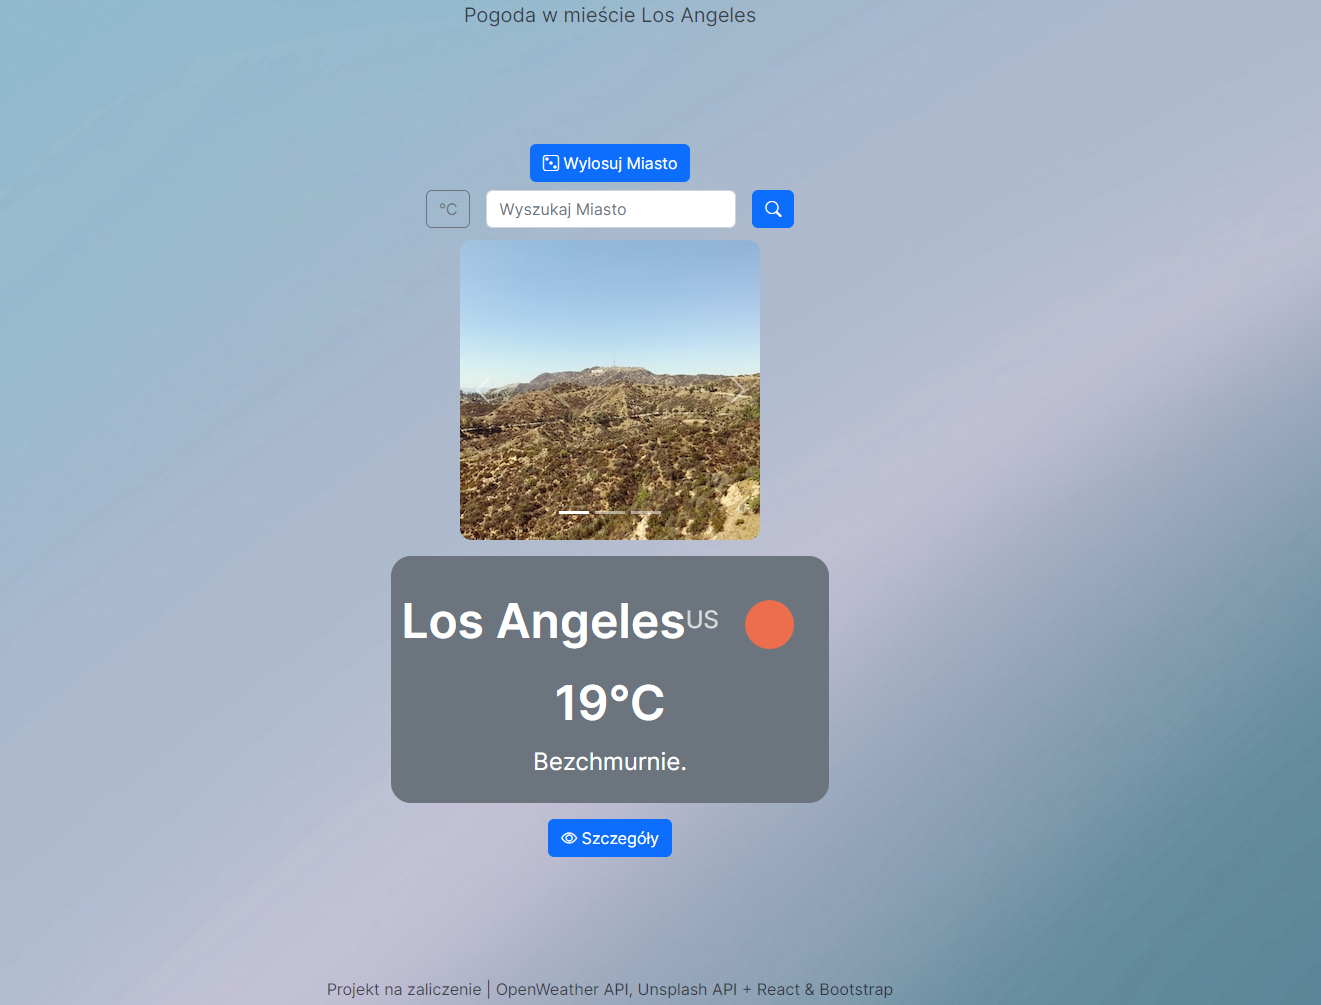 Pogoda w mieście Los Angeles
Wylosuj Miasto
°C
Wyszukaj Miasto
Los Angeles US
19°C
Bezchmurnie.
Szczegóły
Projekt na zaliczenie | OpenWeather API, Unsplash API + React & Bootstrap